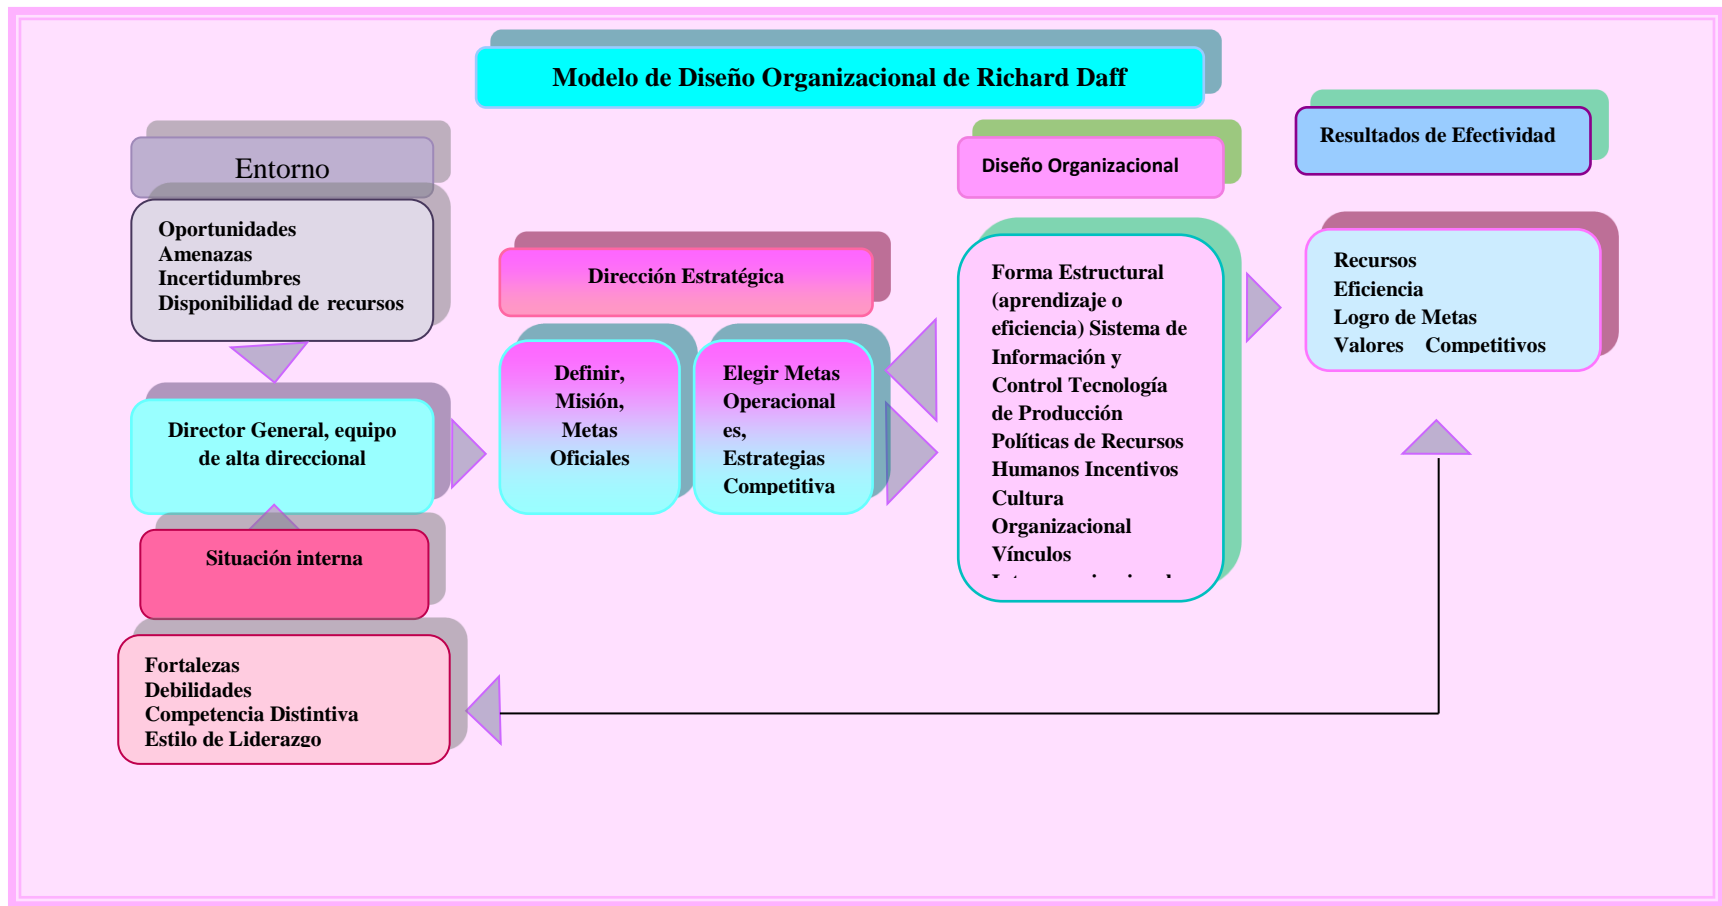 Modelo de Diseño Organizacional de Richard Daff
Entorno
Oportunidades
Amenazas
Incertidumbres
Disponibilidad de recursos
Director General, equipo
de alta direccional
Situación interna
Fortalezas
Debilidades
Competencia Distintiva
Estilo de Liderazgo
Dirección Estratégica
Definir,
Misión,
Metas
Oficiales
Elegir Metas
Operacional
es,
Estrategias
Competitiva
Diseño Organizacional
Forma Estructural
(aprendizaje o
eficiencia) Sistema de
Información y
Control Tecnología
de Producción
Políticas de Recursos
Humanos Incentivos
Cultura
Organizacional
Vínculos
Resultados de Efectividad
Recursos
Eficiencia
Logro de Metas
Valores Competitivos